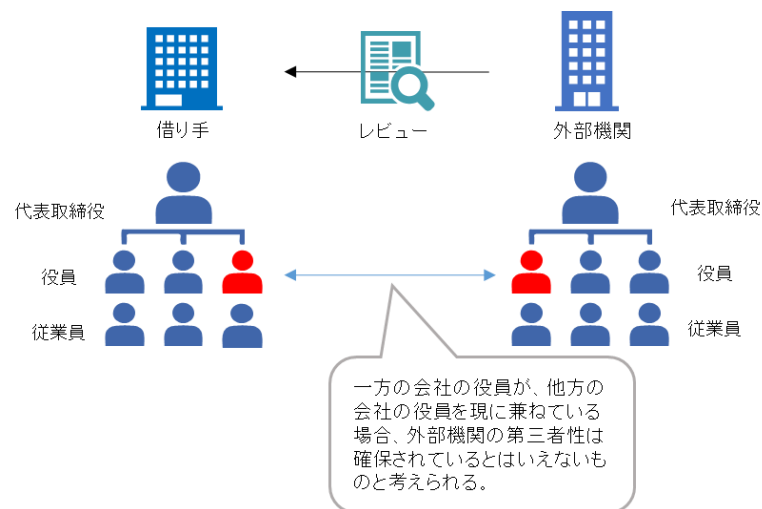 借り手
レビュー
外部機関
代表取締役
代表取締役
役員
役員
従業員
従業員
一方の会社の役員が、他方の
会社の役員を現に兼ねている
場合、外部機関の第三者性は
確保されているとはいえないも
のと考えられる。